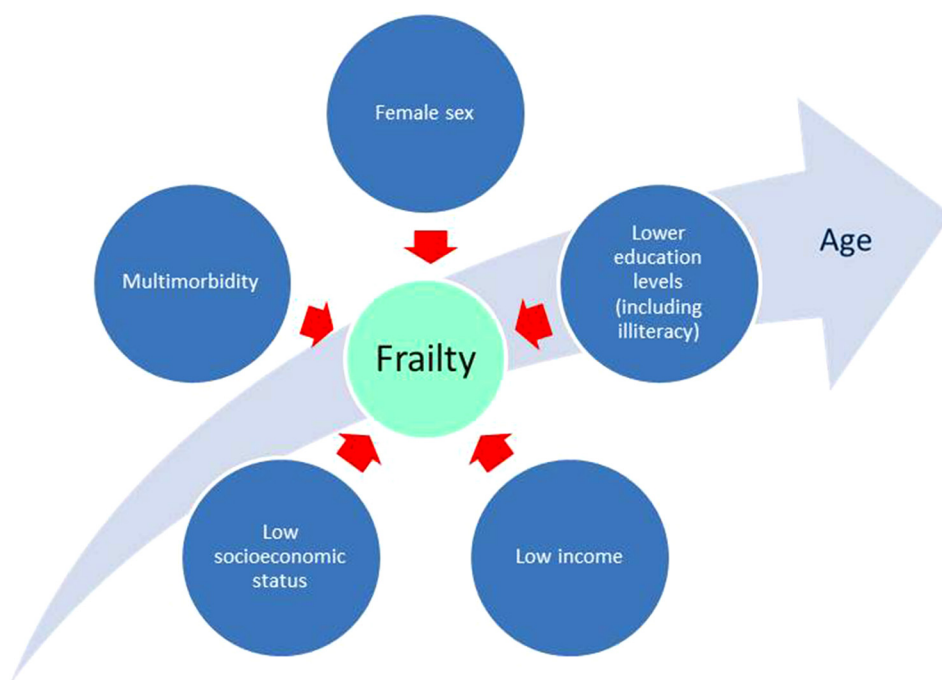 Female sex
Multimorbidity
Lower
education
levels
(including
illiteracy)
Age
Frailty
Low
socioeconomic
status
Low income